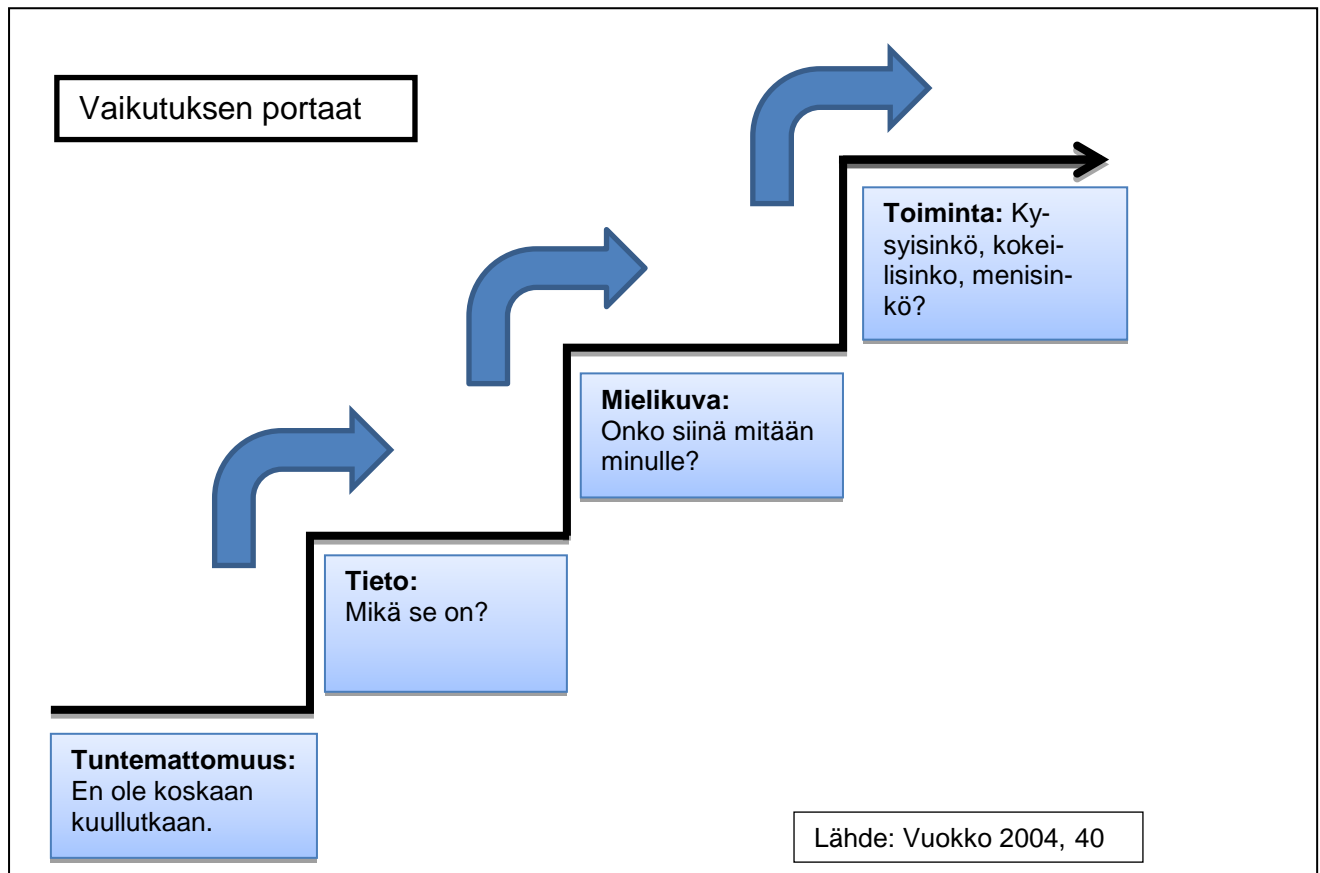 Vaikutuksen portaat
Toiminta: Ky-
syisinkö, kokei-
lisinko, menisin-
kö?
Mielikuva:
Onko siinä mitään
minulle?
Tieto:
Mikä se on?
Tuntemattomuus:
En ole koskaan
kuullutkaan.
Lähde: Vuokko 2004, 40